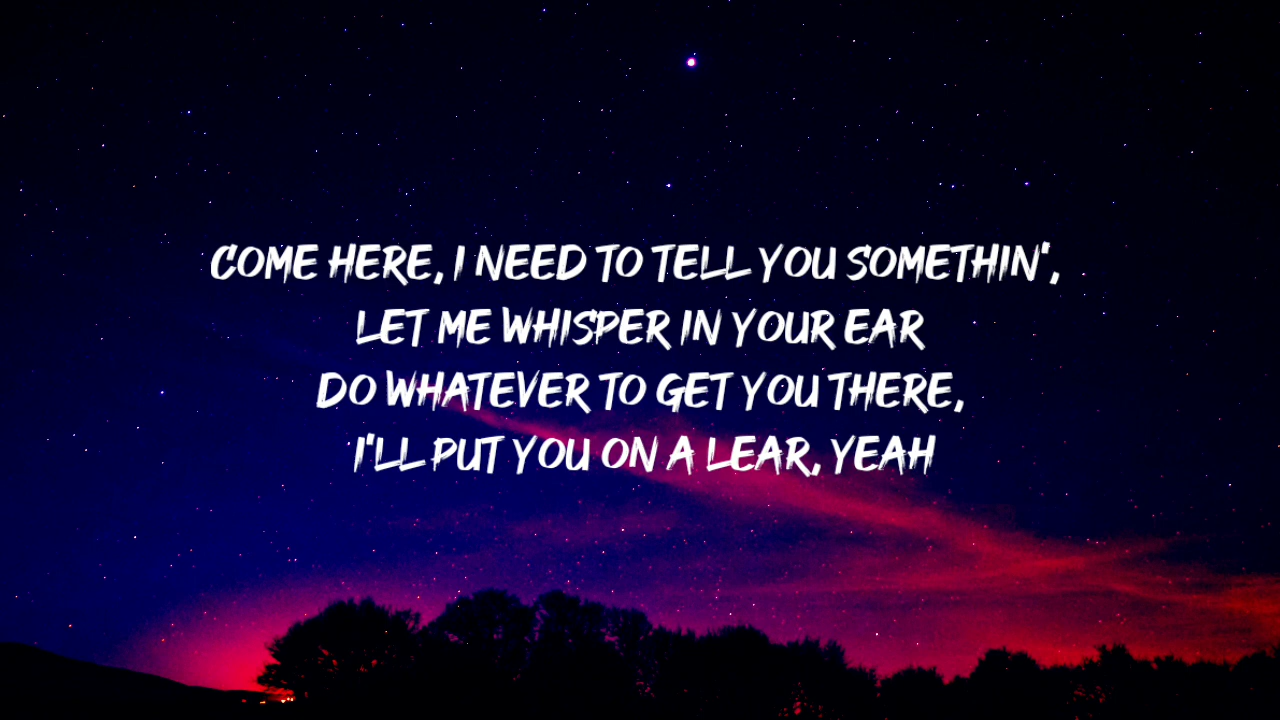 COME HERE, I NEED TO TELL YOU SOMETHIN',
LET ME WHISPER IN YOUR EAR
DO WHATEVER TO GET YOU THERE,
I'LL PUT YOU ON A LEAR, YEAH